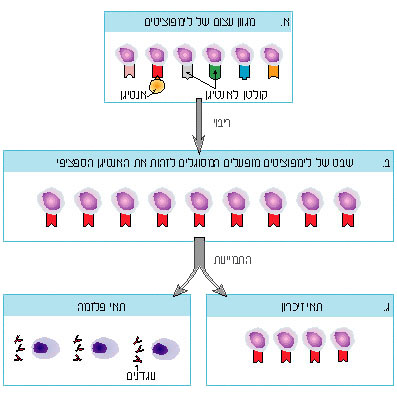 א. מגוון עצום של לימפוציטים
אנטיגן
קולטן לאנטיגן
ריבוי
ב. שבט של לימפוציטים מופעלים המסוגלים לזהות את האנטיגן הספציפי
התמיינות
ג. תאי זיכרון
תאי פלזמה
נוגדנים